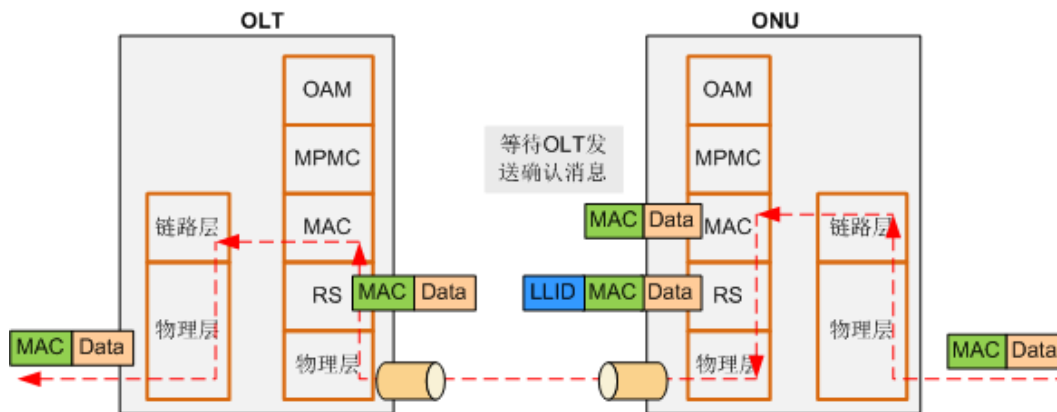 OLT
ONU
OAM
MPMC
MAC
RS
物理层
链路层
物理层
MAC Data
MAC Data
等待OLT发
送确认消息
OAM
MPMC
MAC
RS
物理层
MAC Data
LLID MAC Data
链路层
物理层
MAC Data